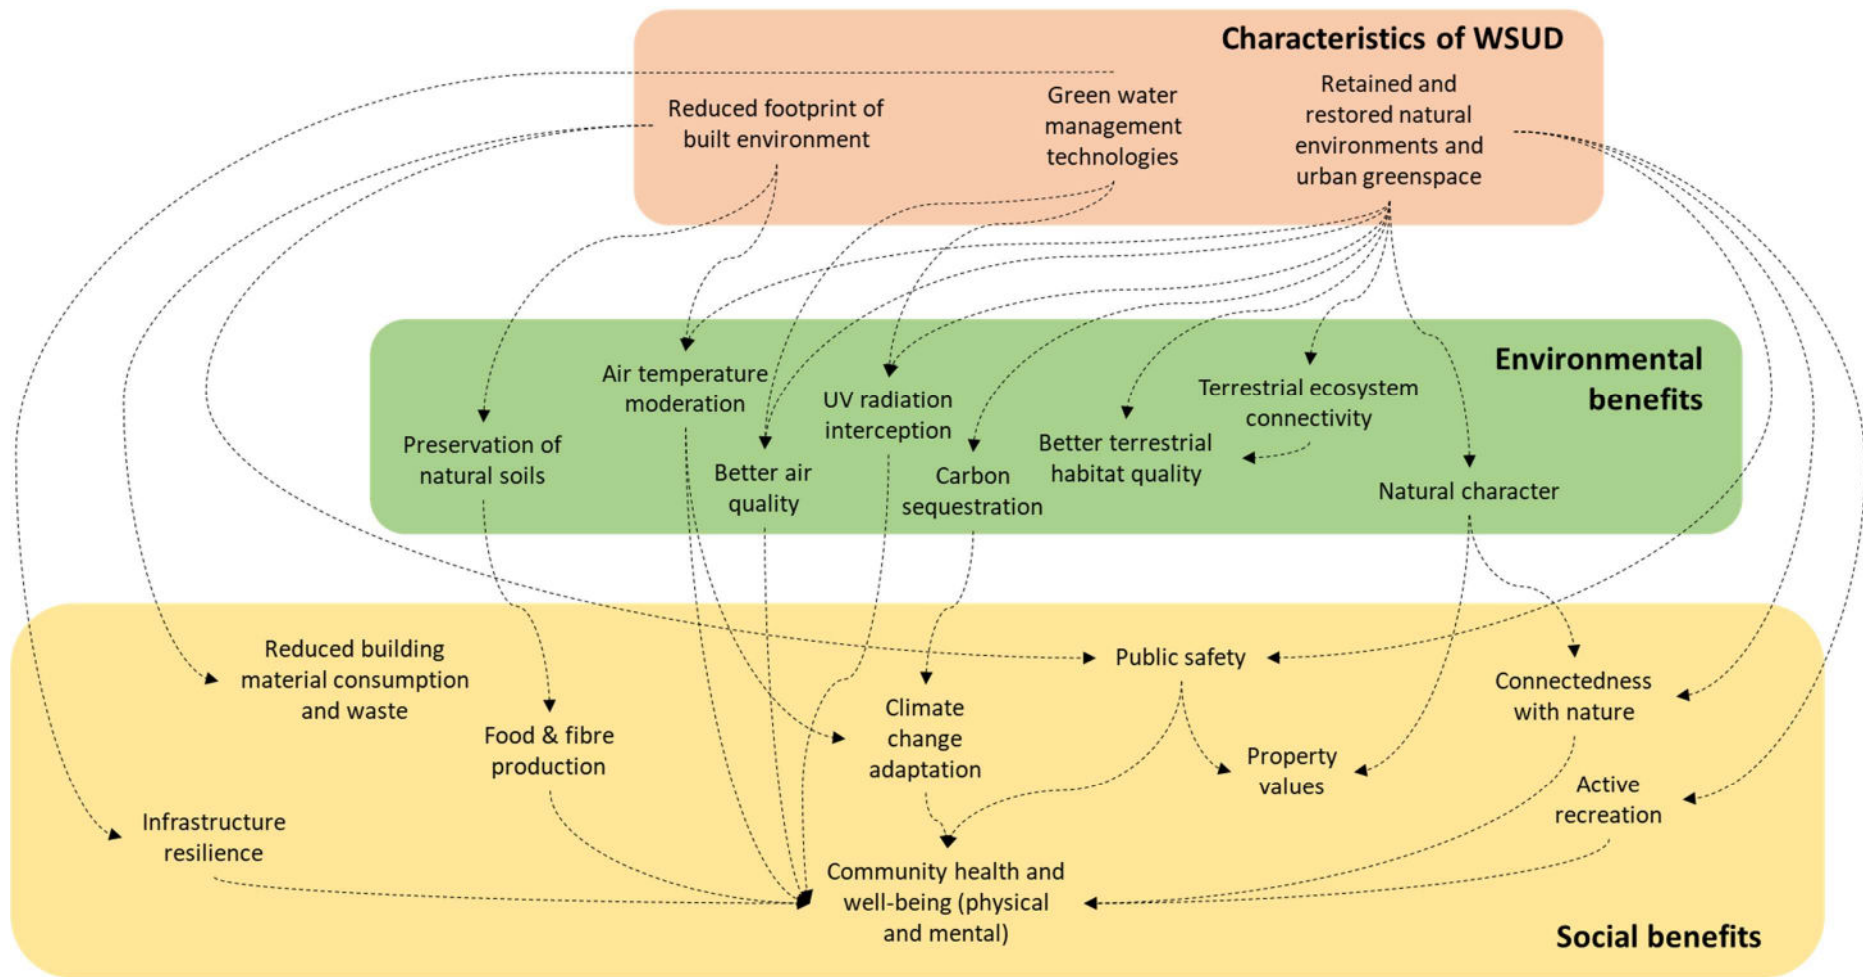 Characteristics of WSUD
Reduced footprint of
built environment
Green water
management
technologies
Retained and
restored natural
environments and
urban greenspace
Environmental
benefits
Preservation of
natural soils
Air temperature
moderation
Better air
quality
UV radiation
interception
Carbon
sequestration
Better terrestrial
habitat quality
Terrestrial ecosystem
connectivity
Natural character
Reduced building
material consumption
and waste
Food & fibre
production
Infrastructure
resilience
Climate
change
adaptation
Public safety
Property
values
Connectedness
with nature
Active
recreation
Community health and
well-being (physical
and mental)
Social benefits